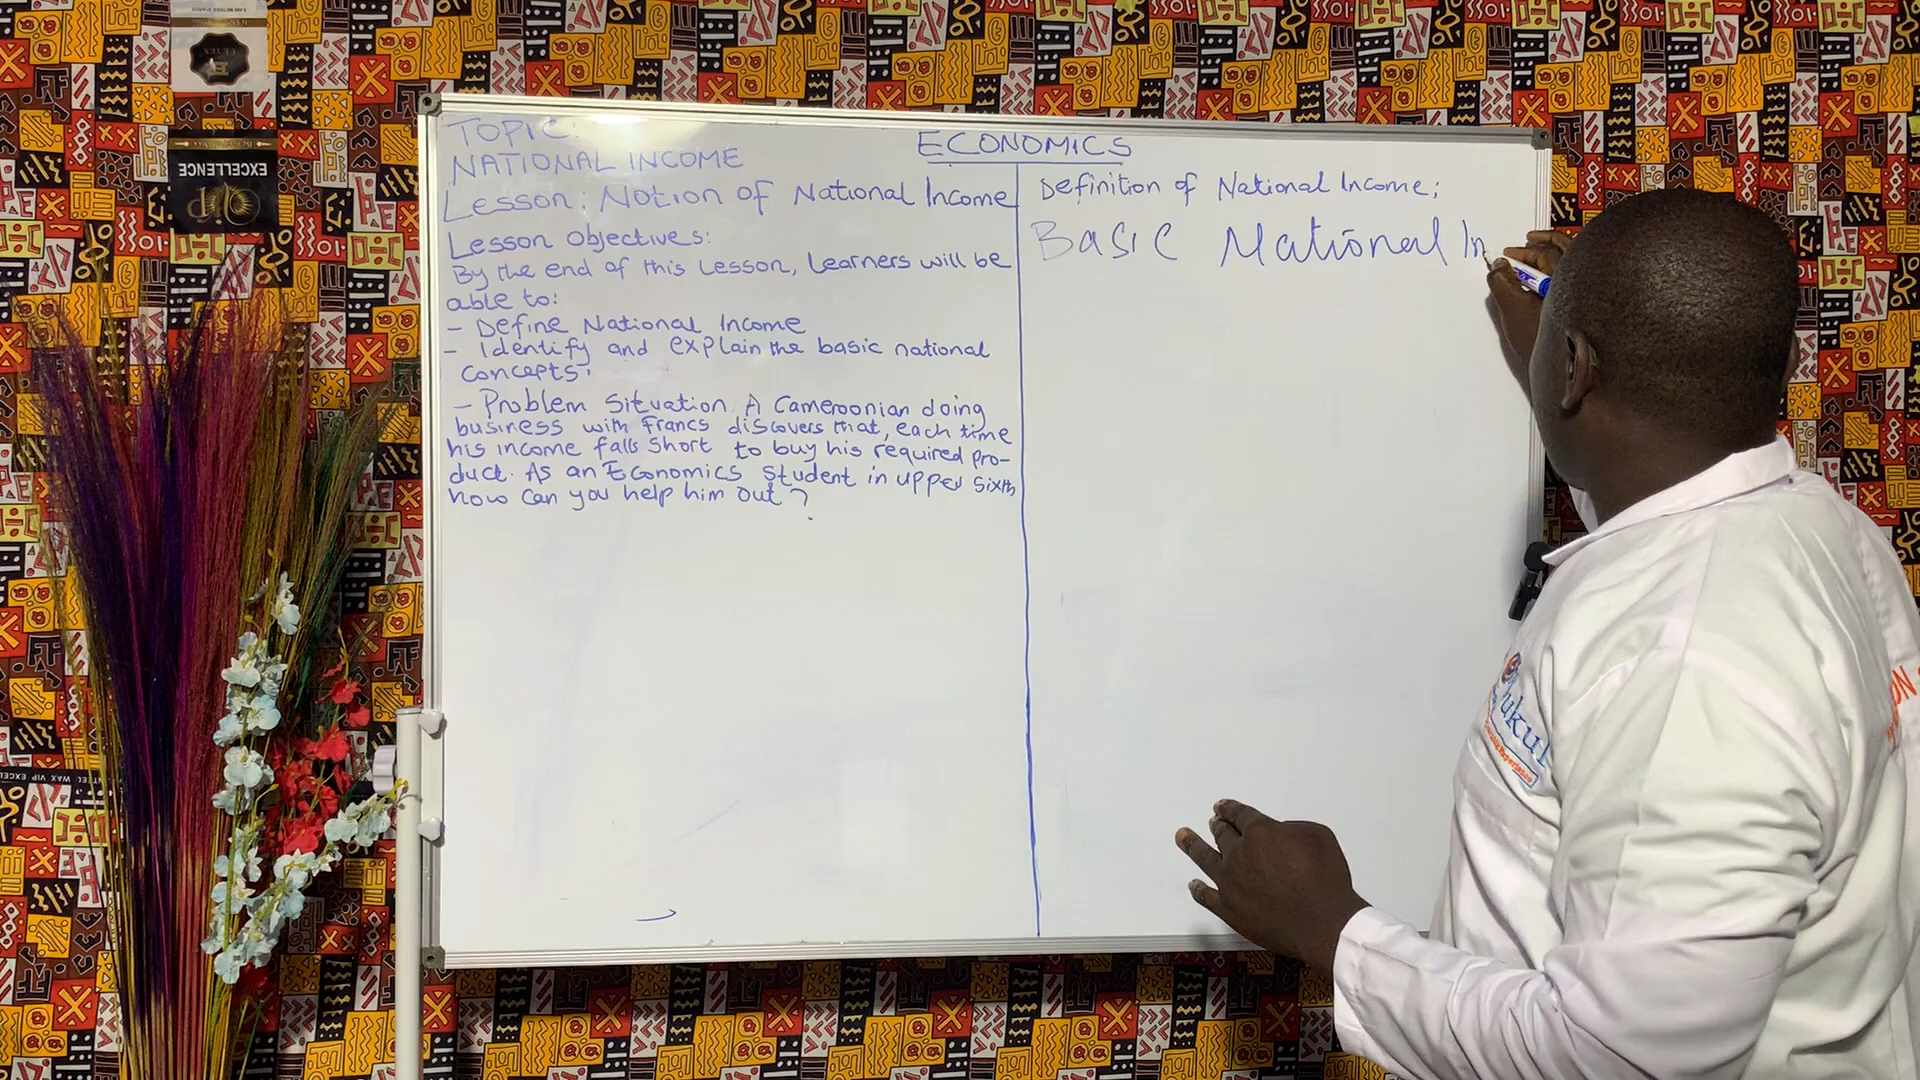 EXCELLENCE
VIP
TOPIC:
NATIONAL INCOME
ECONOMICS
Lesson: Notion of National Income
Lesson Objectives:
By the end of this Lesson, Learners will be
able to:
- Define National Income
- Identify and explain the basic national
concepts.
- Problem Situation: A Cameroonian doing
business with Francs discovers that, each time
his income falls short to buy his required pro-
duct. As an Economics Student in upper sixth
how can you help him out?
Definition of National Income;
Basic National In
ukul